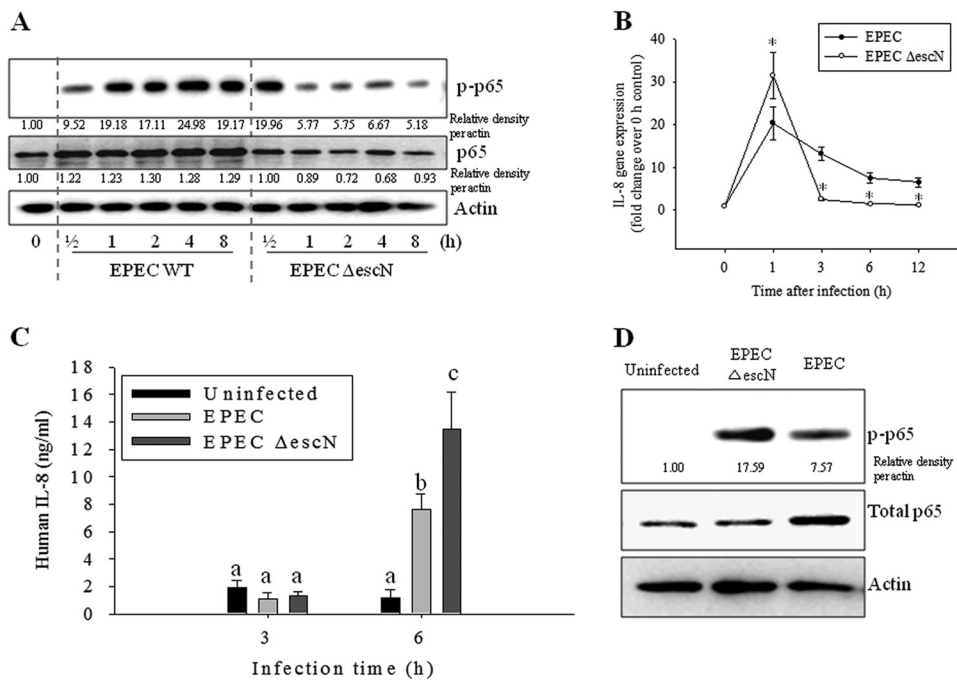 A
p-p65
1.00 9.52 19.18 17.11 24.98 19.17 19.96 5.77 5.75 6.67 5.18 Relative density
per actin
p65
1.00 1.22 1.23 1.30 1.28 1.29 1.00 0.89 0.72 0.68 0.93 Relative density
per actin
Actin
0 ½ 1 2 4 8 ½ 1 2 4 8 (h)
EPEC WT EPEC ΔescN
B
EPEC
EPEC ΔescN
IL-8 gene expression
(fold change over 0 h control)
40
30
20
10
0
*
*
*
*
0 1 3 6 12
Time after infection (h)
C
Human IL-8 (ng/ml)
18
16
14
12
10
8
6
4
2
0
Uninfected
EPEC
EPEC ΔescN
a a a a b c
3 6
Infection time (h)
D
Uninfected EPEC
ΔescN EPEC
p-p65
1.00 17.59 7.57 Relative density
per actin
Total p65
Actin